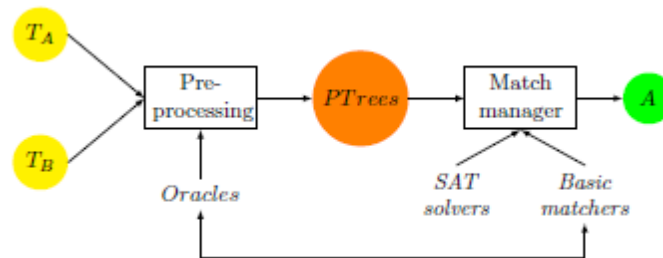 T_A
Pre-
processing
PTrees
Match
manager
A
T_B
Oracles
SAT
solvers
Basic
matchers